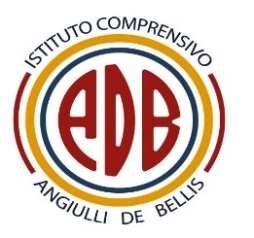 ISTITUTO COMPRENSIVO
ADB
ANGIULLI DE BELLIS